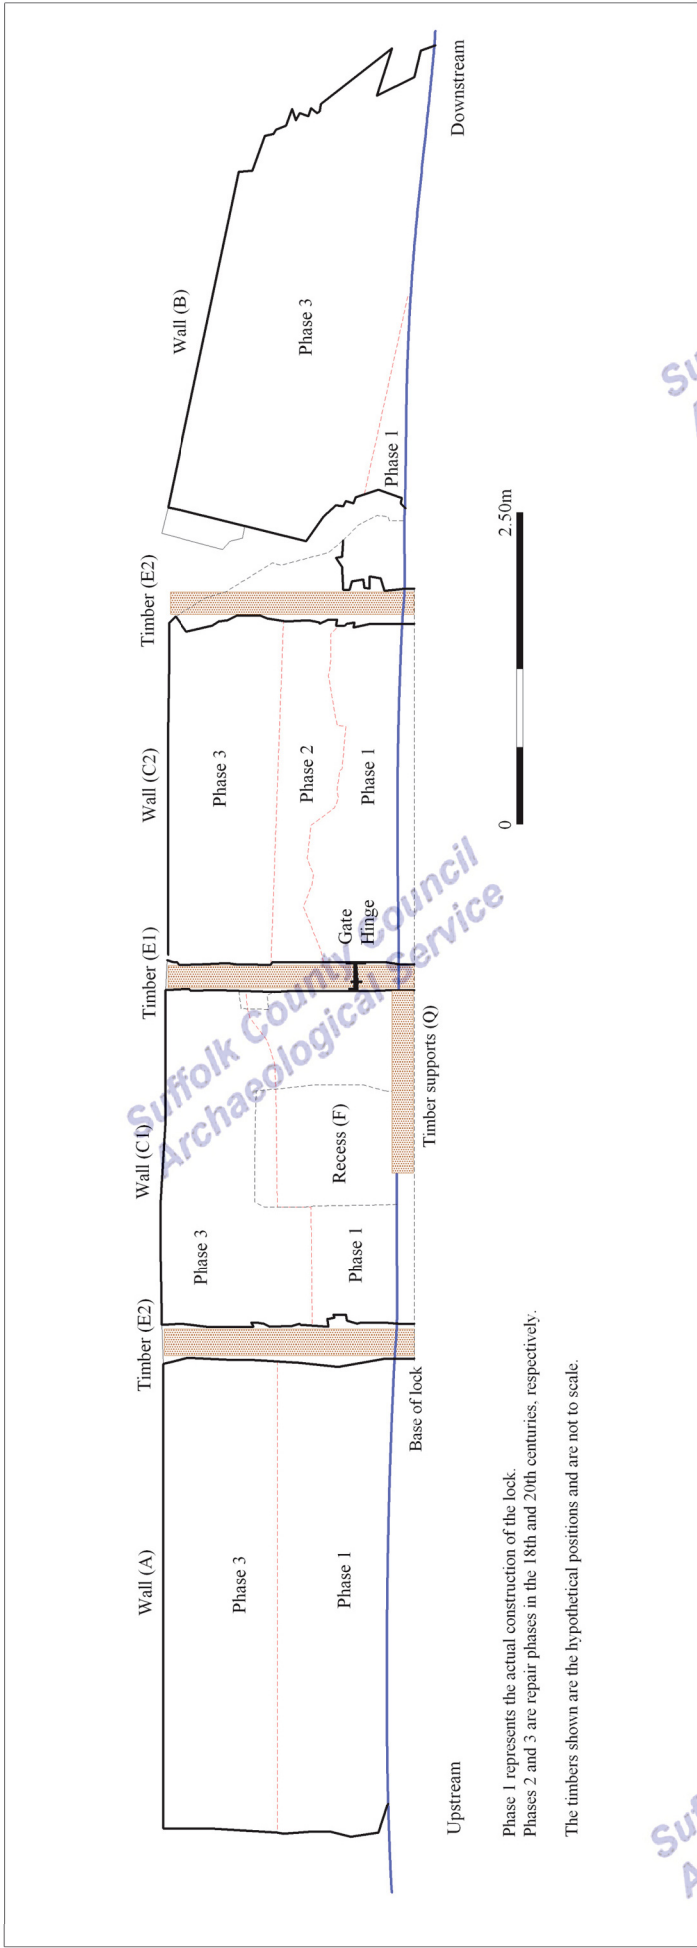 Wall (A)
Timber (E2)
Wall (C1)
Timber (E1)
Wall (C2)
Timber (E2)
Wall (B)
Phase 3
Phase 1
Phase 3
Phase 1
Recess (F)
Gate
Hinge
Phase 3
Phase 2
Phase 1
Phase 3
Phase 1
Upstream
Base of lock
Timber supports (Q)
Downstream
0
2.50m
Phase 1 represents the actual construction of the lock.
Phases 2 and 3 are repair phases in the 18th and 20th centuries, respectively.
The timbers shown are the hypothetical positions and are not to scale.
Suffolk County Council
Archaeological Service